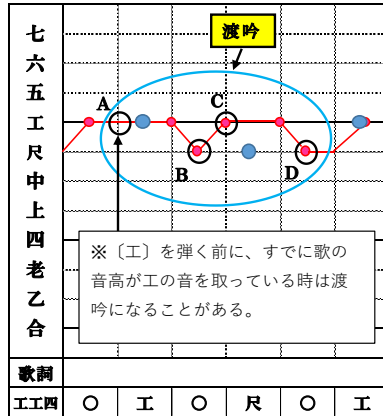 渡吟
七
六
五
工
尺
中
上
四
老
乙
合
A
C
B
D
※〔工〕を弾く前に、すでに歌の
音高が工の音を取っている時は渡
吟になることがある。
歌詞
工工四 〇 工 〇 尺 〇 工